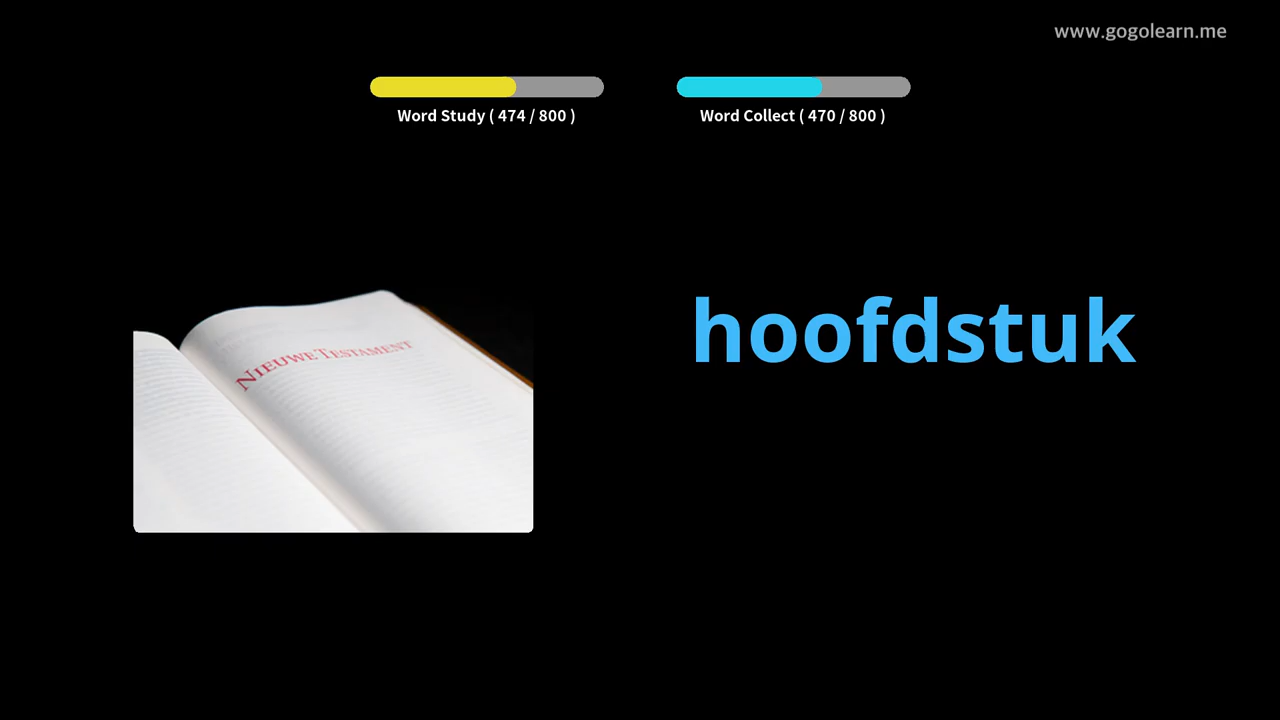 www.gogolearn.me
Word Study ( 474 / 800 )
Word Collect ( 470 / 800 )
NIEUWE TESTAMENT
hoofdstuk